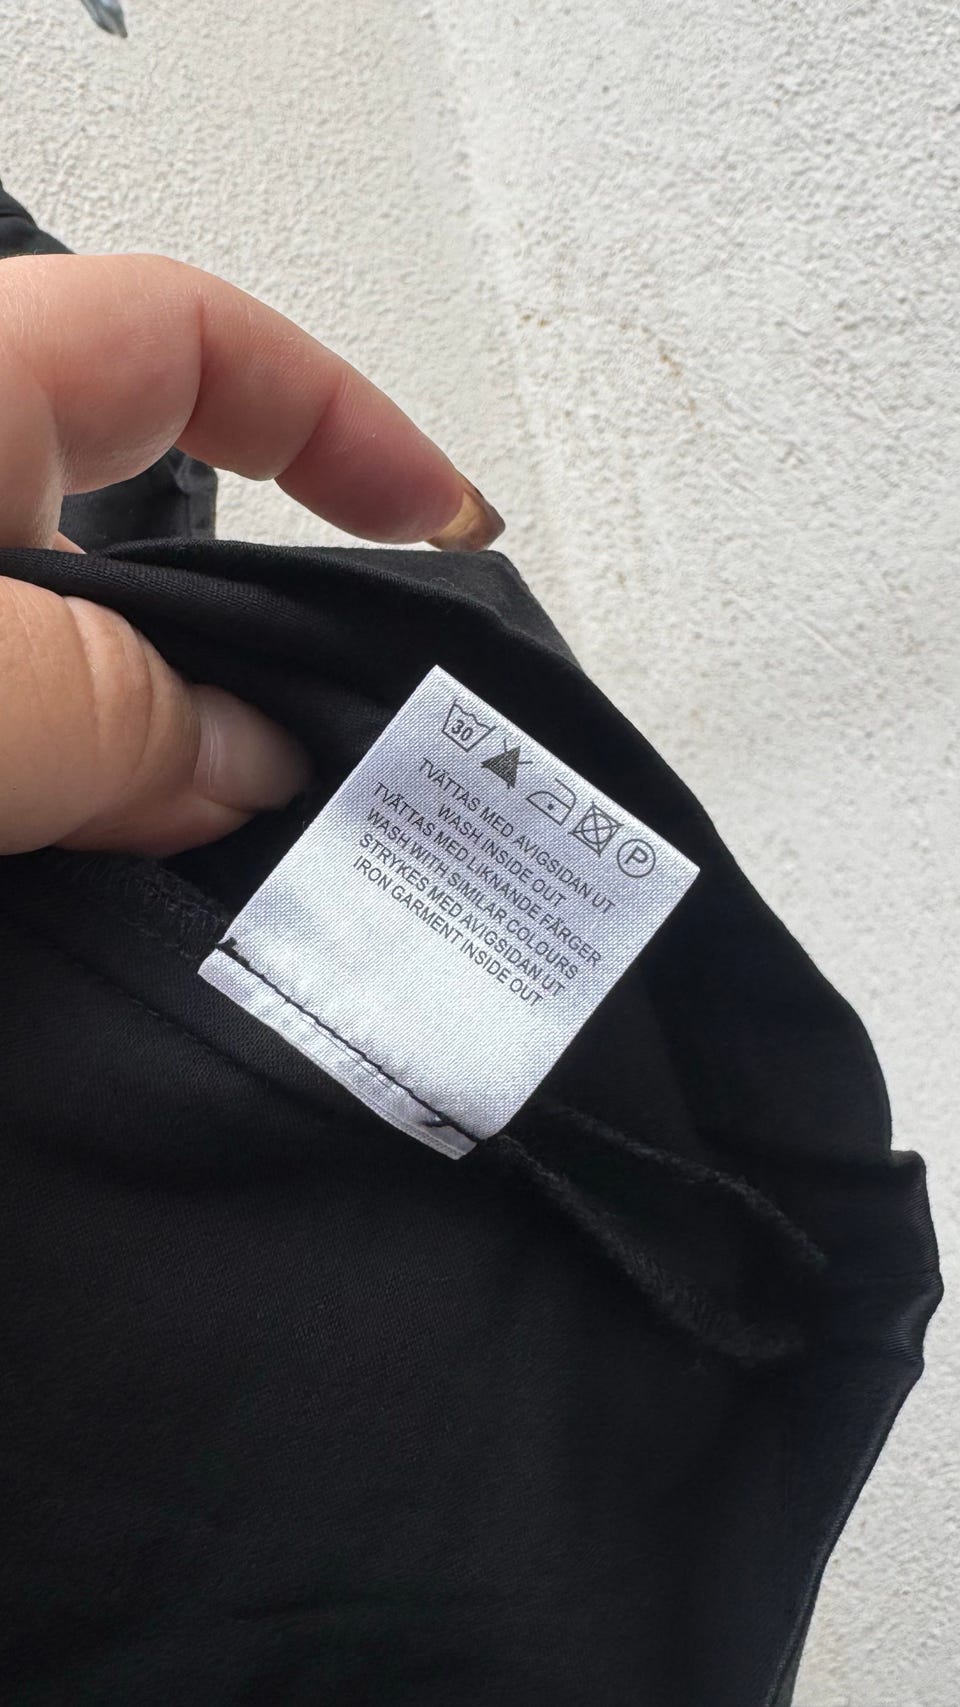 30
P
TVÄTTAS MED AVIGSIDAN UT
WASH INSIDE OUT
TVÄTTAS MED LIKNANDE FÄRGER
WASH WITH SIMILAR COLOURS
STRYKES MED AVIGSIDAN UT
IRON GARMENT INSIDE OUT